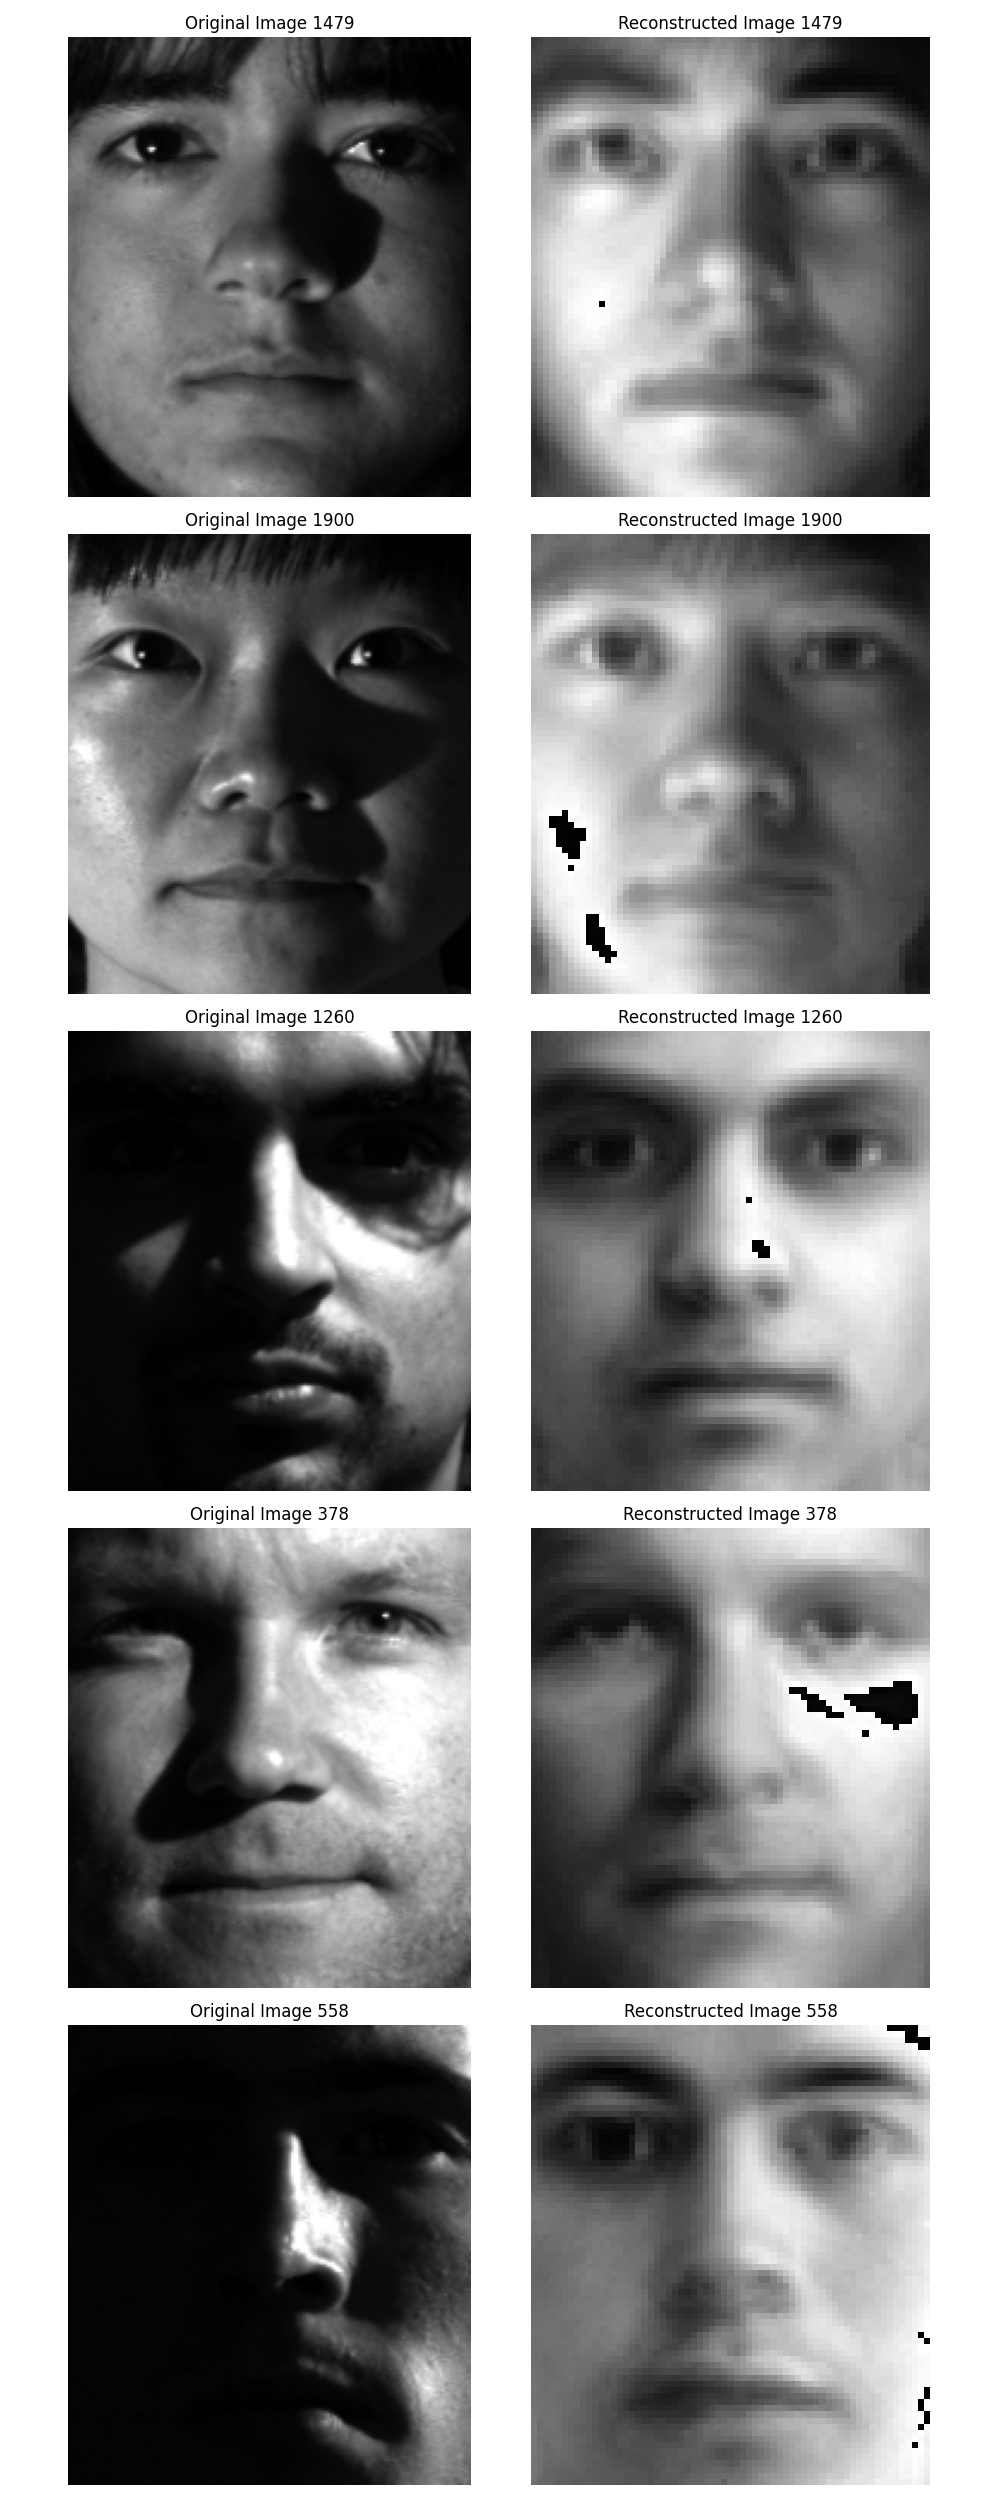 Original Image 1479
Reconstructed Image 1479
Original Image 1900
Reconstructed Image 1900
Original Image 1260
Reconstructed Image 1260
Original Image 378
Reconstructed Image 378
Original Image 558
Reconstructed Image 558